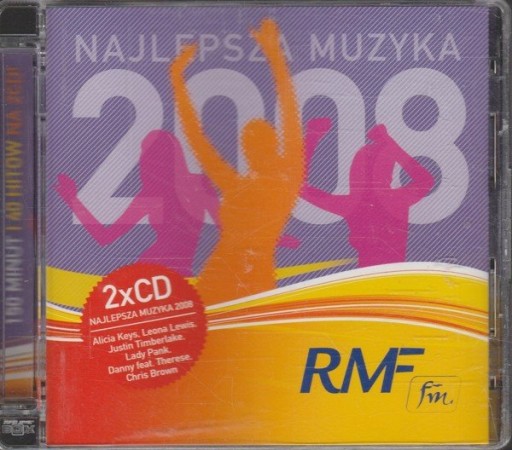 NAJLEPSZA MUZYKA
2008
100 MINUT I 40 HITÓW NA 2CD!
2xCD
NAJLEPSZA MUZYKA 2008
Alicia Keys, Leona Lewis,
Justin Timberlake,
Lady Pank,
Danny feat. Therese,
Chris Brown
RMF
fm.